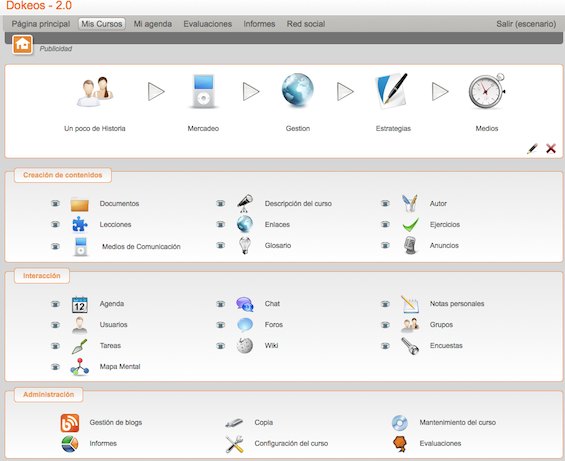 Dokeos - 2.0
Página principal Mis Cursos Mi agenda Evaluaciones Informes Red social Salir (escenario)
Publicidad
Un poco de Historia Mercadeo Gestion Estrategias Medios
Creación de contenidos
Documentos Descripción del curso Autor
Lecciones Enlaces Ejercicios
Medios de Comunicación Glosario Anuncios
Interacción
12
Agenda Chat Notas personales
Usuarios Foros Grupos
Tareas Wiki Encuestas
Mapa Mental
Administración
Gestión de blogs Copia Mantenimiento del curso
Informes Configuración del curso Evaluaciones